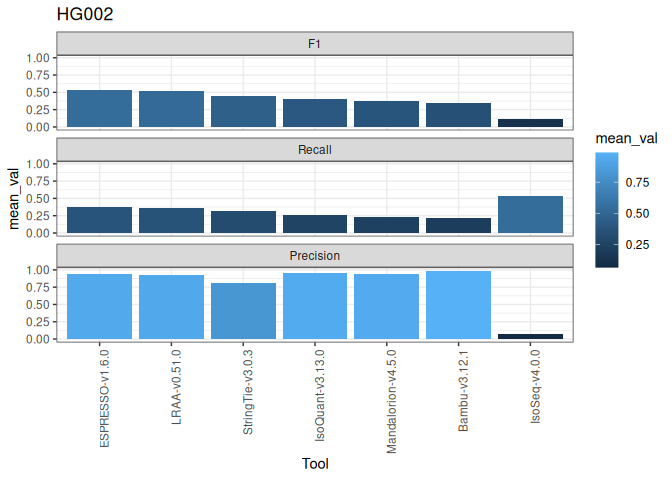 HG002
F1
1.00
0.75
0.50
0.25
0.00
Recall
1.00
0.75
0.50
0.25
0.00
Precision
1.00
0.75
0.50
0.25
0.00
mean_val
ESPRESSO-v1.6.0
LRAA-v0.51.0
StringTie-v3.0.3
IsoQuant-v3.13.0
Mandalorion-v4.5.0
Bambu-v3.12.1
IsoSeq-v4.0.0
Tool
mean_val
0.75
0.50
0.25